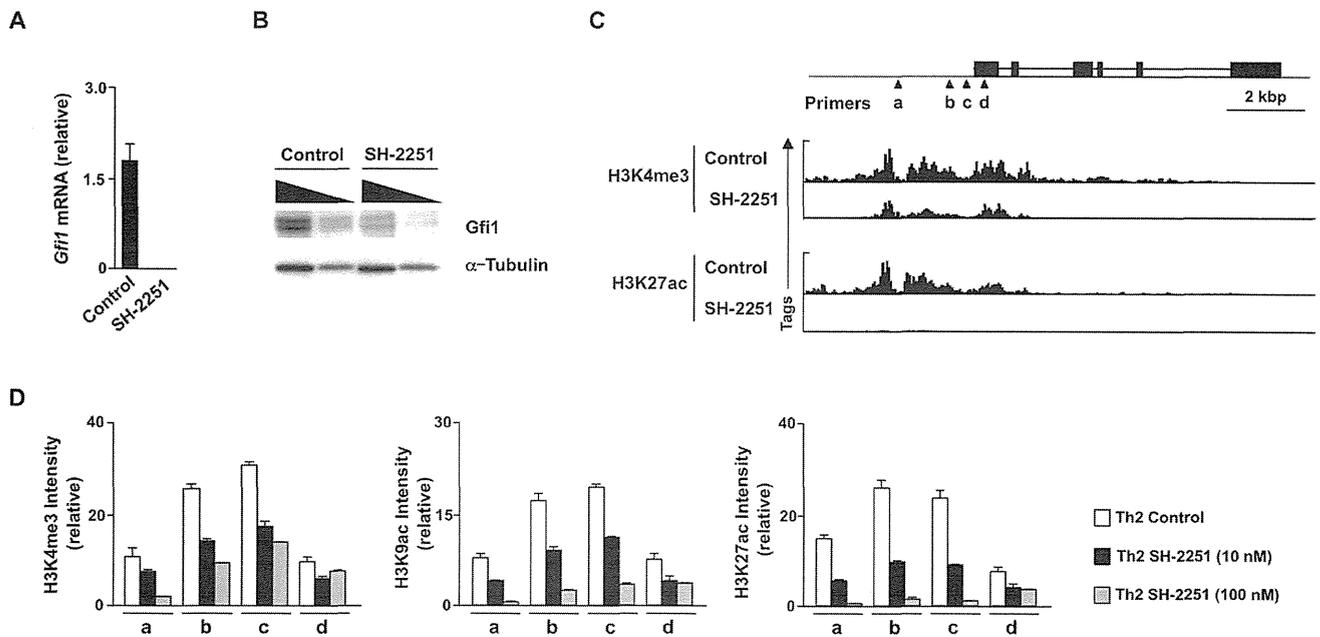 A
Gfi1 mRNA (relative)
3.0
1.5
0
Control
SH-2251
B
Control SH-2251
Gfi1
α-Tubulin
C
Primers a b c d
2 kbp
H3K4me3
Control
SH-2251
H3K27ac
Control
SH-2251
Tags
D
H3K4me3 Intensity
(relative)
40
20
0
a b c d
H3K9ac Intensity
(relative)
30
15
0
a b c d
H3K27ac Intensity
(relative)
40
20
0
a b c d
Th2 Control
Th2 SH-2251 (10 nM)
Th2 SH-2251 (100 nM)